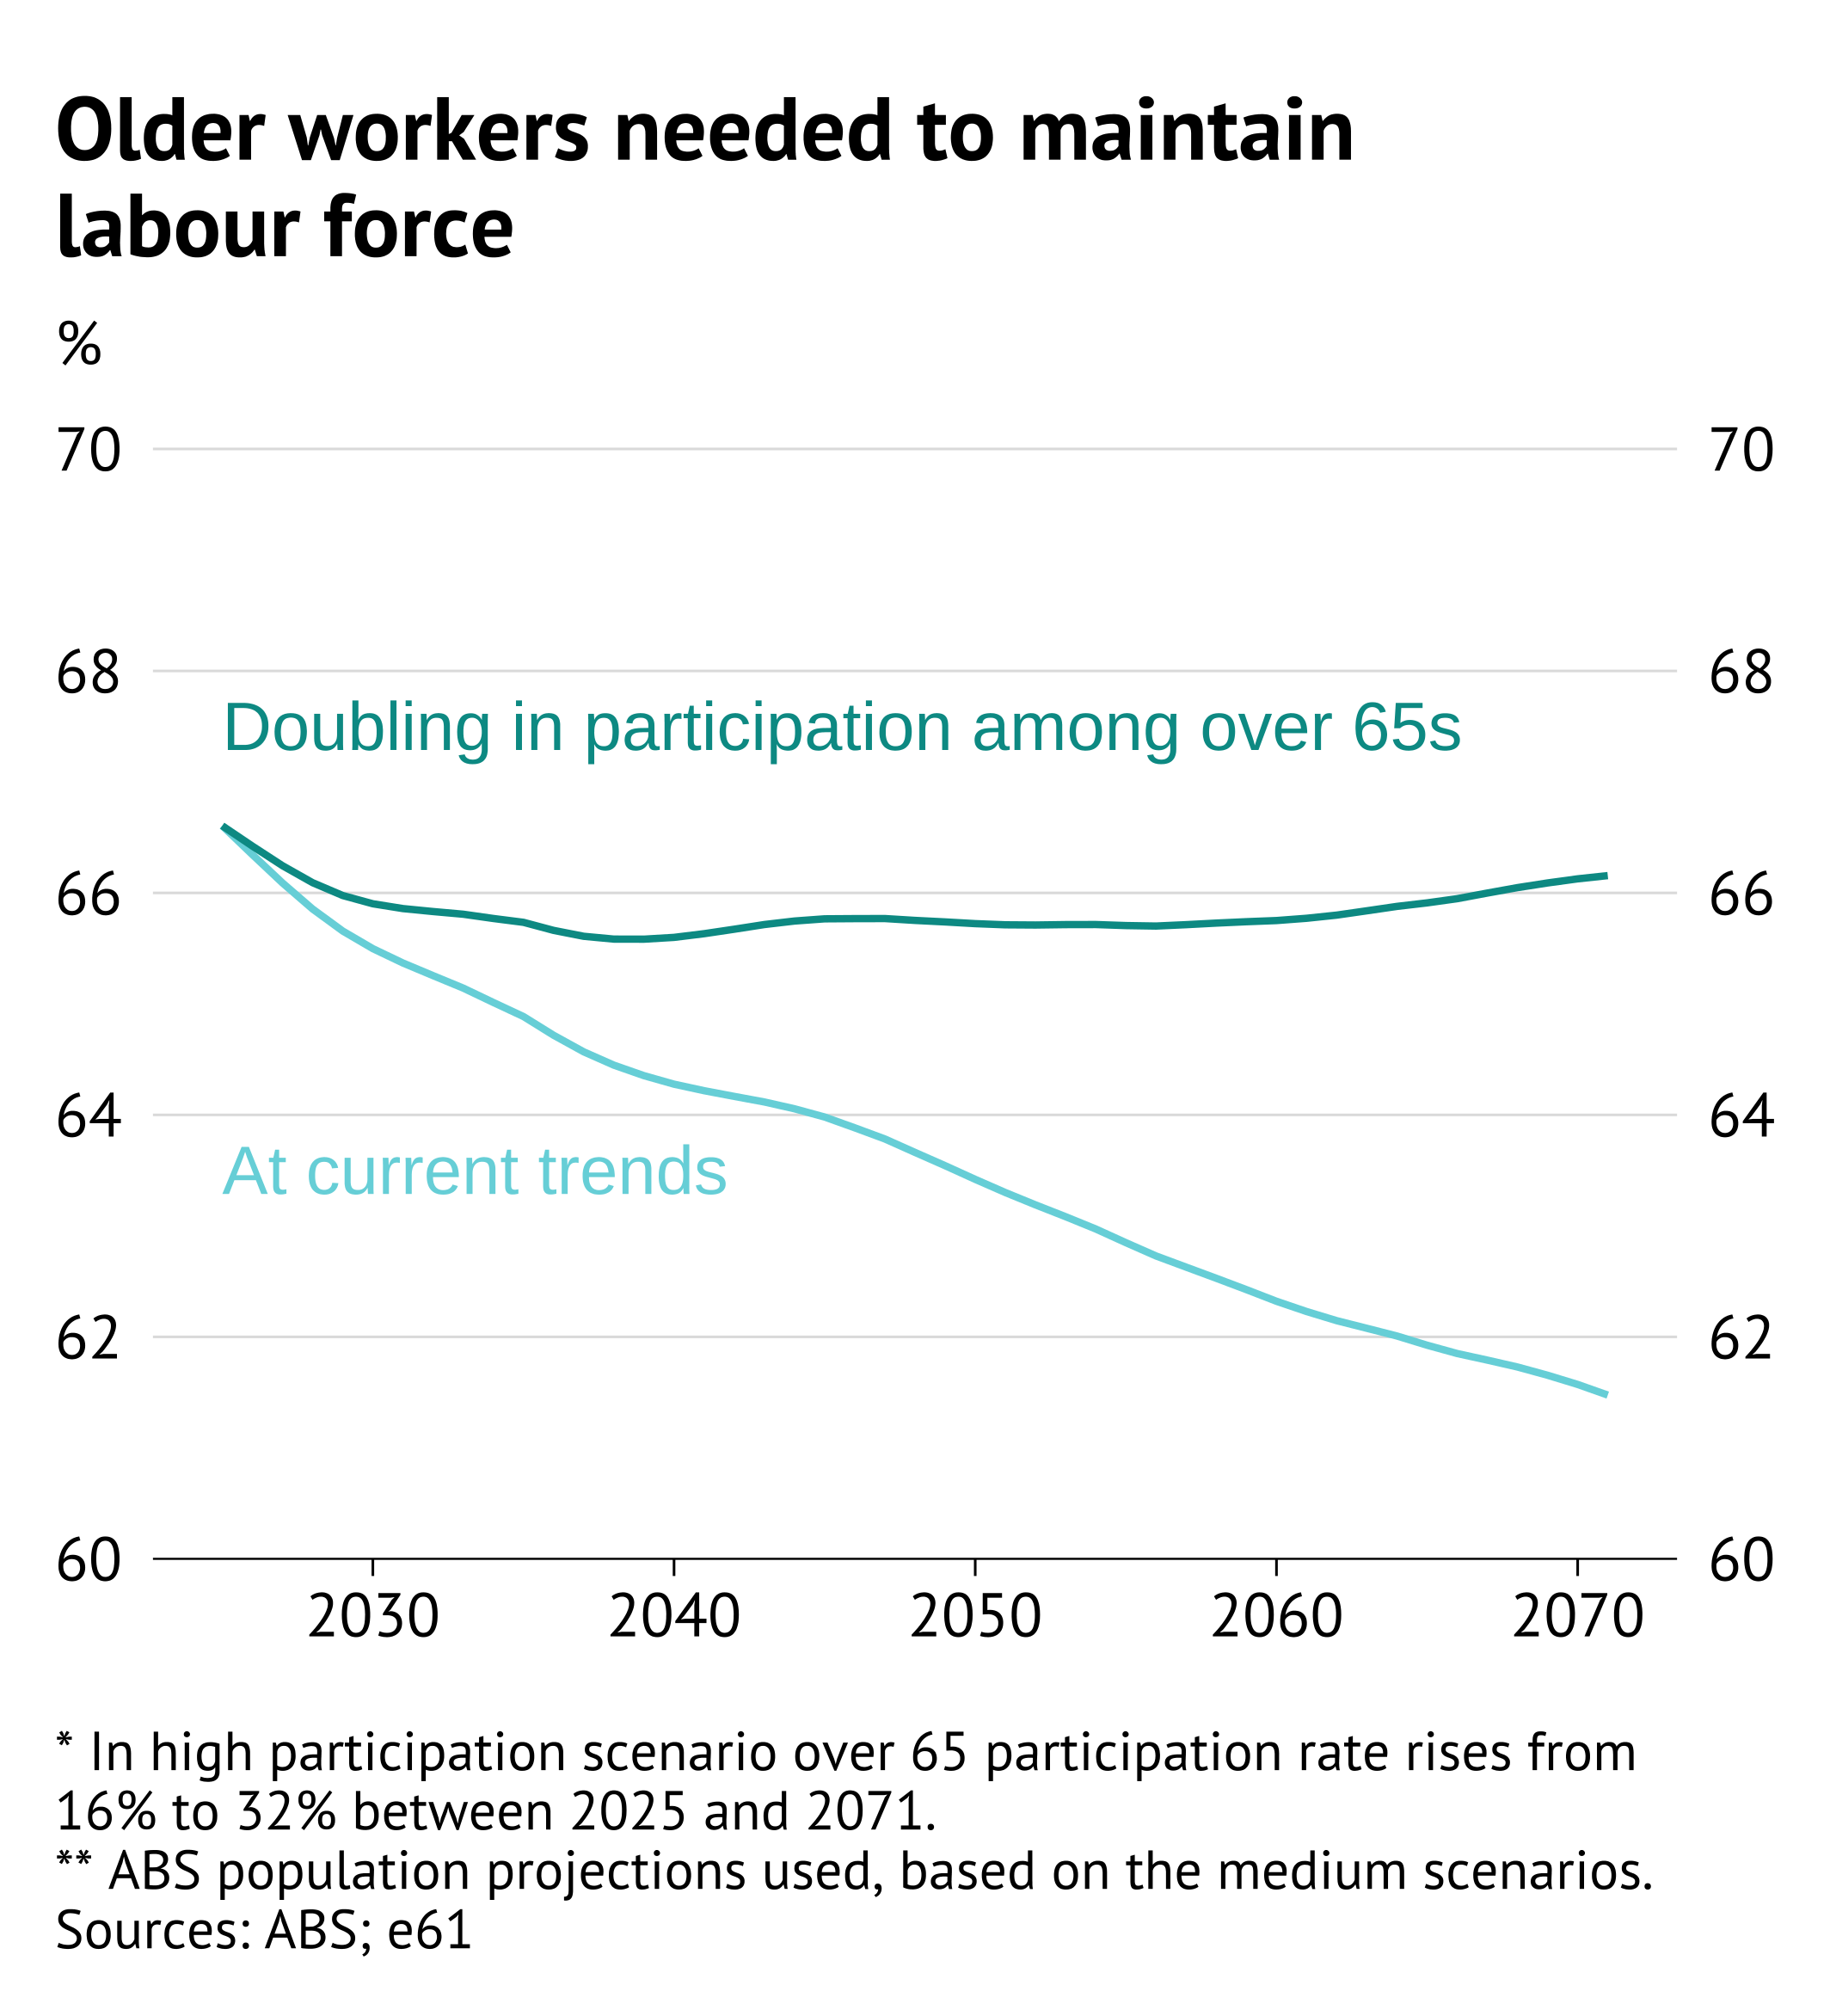 Older workers needed to maintain
labour force
%
70 70
68 68
Doubling in participation among over 65s
66 66
64 64
At current trends
62 62
60 60
2030 2040 2050 2060 2070
* In high participation scenario over 65 participation rate rises from
16% to 32% between 2025 and 2071.
** ABS population projections used, based on the medium scenarios.
Sources: ABS; e61